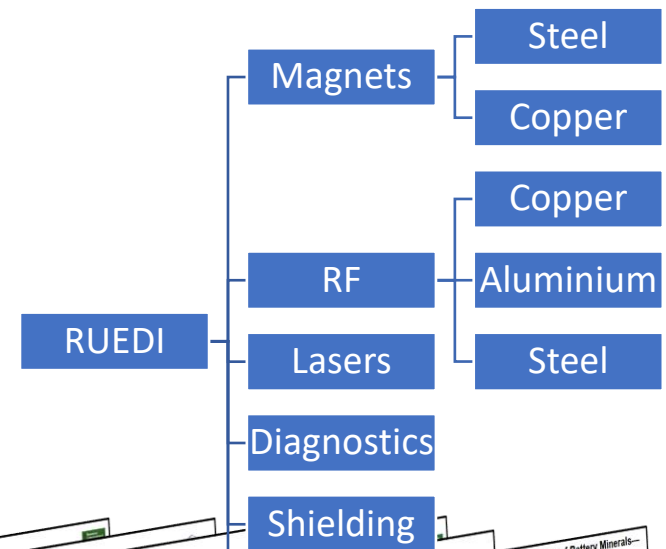 Steel
Magnets
Copper
Copper
RF
Aluminium
RUEDI
Lasers
Steel
Diagnostics
Shielding
Battery Minerals—